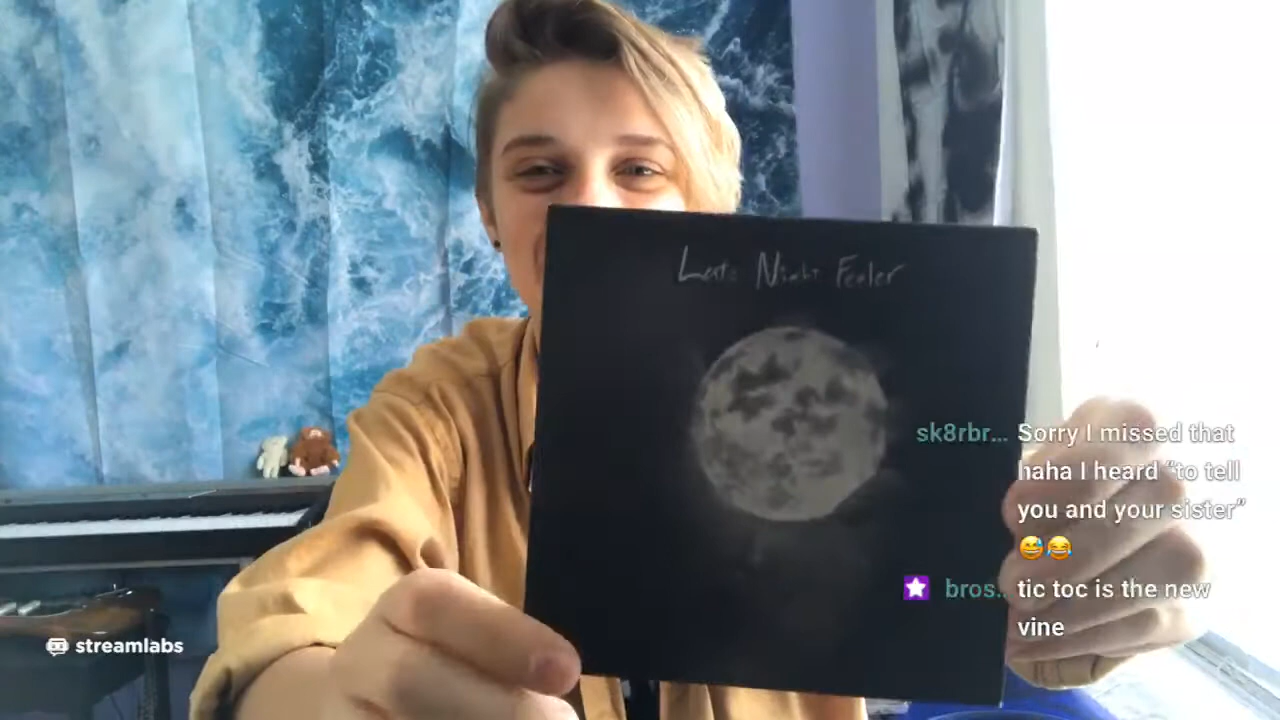 Late Night Feeler
sk8rbr... Sorry I missed that
haha I heard “to tell
you and your sister”
😅😂
bros.. tic toc is the new
vine
streamlabs